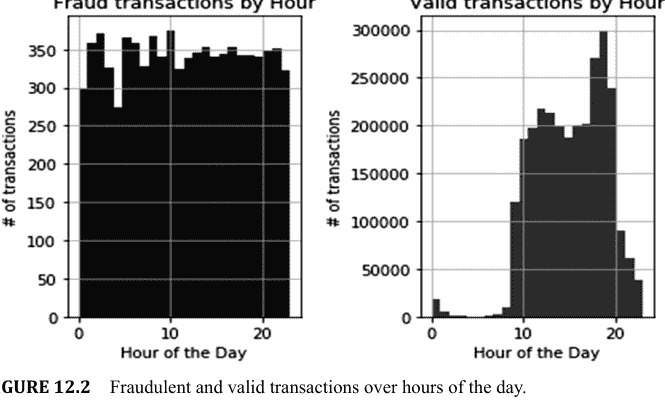 Fraud transactions by Hour
350
300
250
200
150
100
50
0
# of transactions
0 10 20
Hour of the Day
Valid transactions by Hour
300000
250000
200000
150000
100000
50000
0
# of transactions
0 10 20
Hour of the Day
GURE 12.2 Fraudulent and valid transactions over hours of the day.